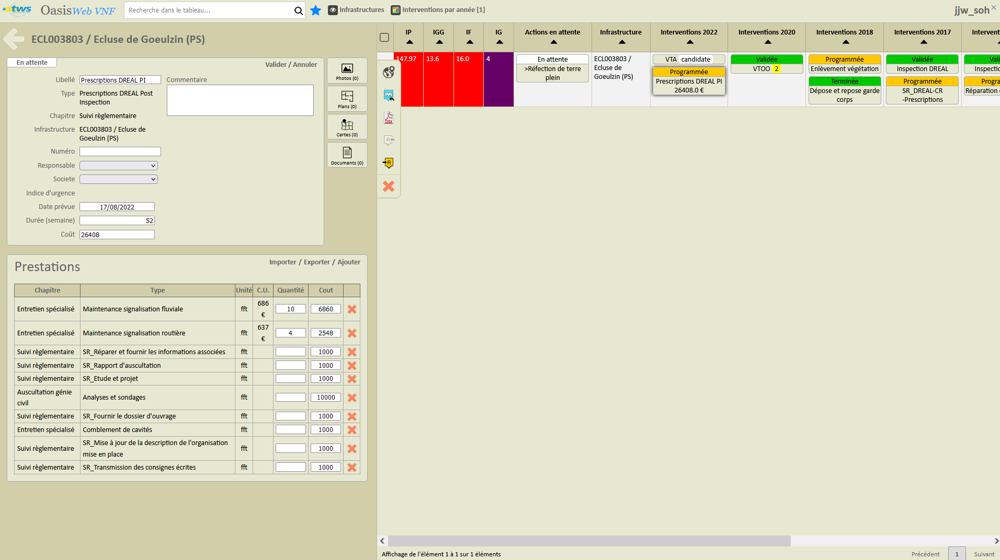 tws OasisWeb VNF
Recherche dans le tableau...
Infrastructures
Interventions par année [1]
jjw_soh
ECL003803 / Ecluse de Goeulzin (PS)
En attente
Valider / Annuler
Libellé Prescriptions DREAL PI
Commentaire
Type Prescriptions DREAL Post
Inspection
Chapitre Suivi règlementaire
Infrastructure ECL003803 / Ecluse de
Goeulzin (PS)
Numéro
Responsable
Societe
Indice d'urgence
Date prévue 17/08/2022
Durée (semaine) 52
Coût 26408
Photos (0)
Plans (0)
Cartes (0)
Documents (0)
Prestations
Importer / Exporter / Ajouter
Chapitre Type Unité C.U. Quantité Cout
Entretien spécialisé Maintenance signalisation fluviale fft 686 € 10 6860
Entretien spécialisé Maintenance signalisation routière fft 637 € 4 2548
Suivi règlementaire SR_Réparer et fournir les informations associées fft 1000
Suivi règlementaire SR_Rapport d'auscultation fft 1000
Suivi règlementaire SR_Etude et projet fft 1000
Auscultation génie
civil Analyses et sondages fft 10000
Suivi règlementaire SR_Fournir le dossier d'ouvrage fft 1000
Entretien spécialisé Comblement de cavités fft 1000
Suivi règlementaire SR_Mise à jour de la description de l'organisation
mise en place fft 1000
Suivi règlementaire SR_Transmission des consignes écrites fft 1000
IP IGG IF IG Actions en attente Infrastructure Interventions 2022 Interventions 2020 Interventions 2018 Interventions 2017 Intervent
147.97 13.6 16.0 4
En attente
>Réfection de terre
plein
ECL003803 /
Ecluse de
Goeulzin (PS)
VTA candidate
Programmée
Prescriptions DREAL PI
26408.0 €
Validée
VTOO 2
Programmée
Enlèvement végétation
Terminée
Dépose et repose garde
corps
Validée
Inspection DREAL
Programmée
SR_DREAL-CR
-Prescriptions
Vali
Inspectio
Progra
Réparation
PDF
A
A
Affichage de l'élément 1 à 1 sur 1 éléments
Précédent 1 Suivant